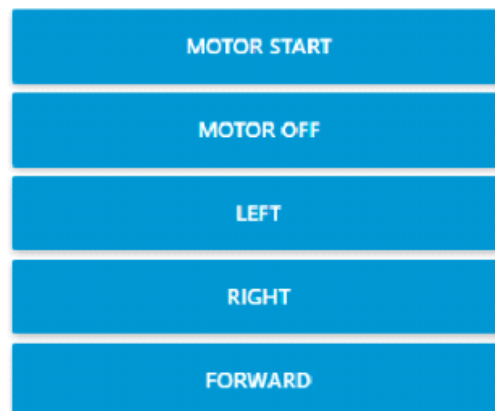 MOTOR START
MOTOR OFF
LEFT
RIGHT
FORWARD